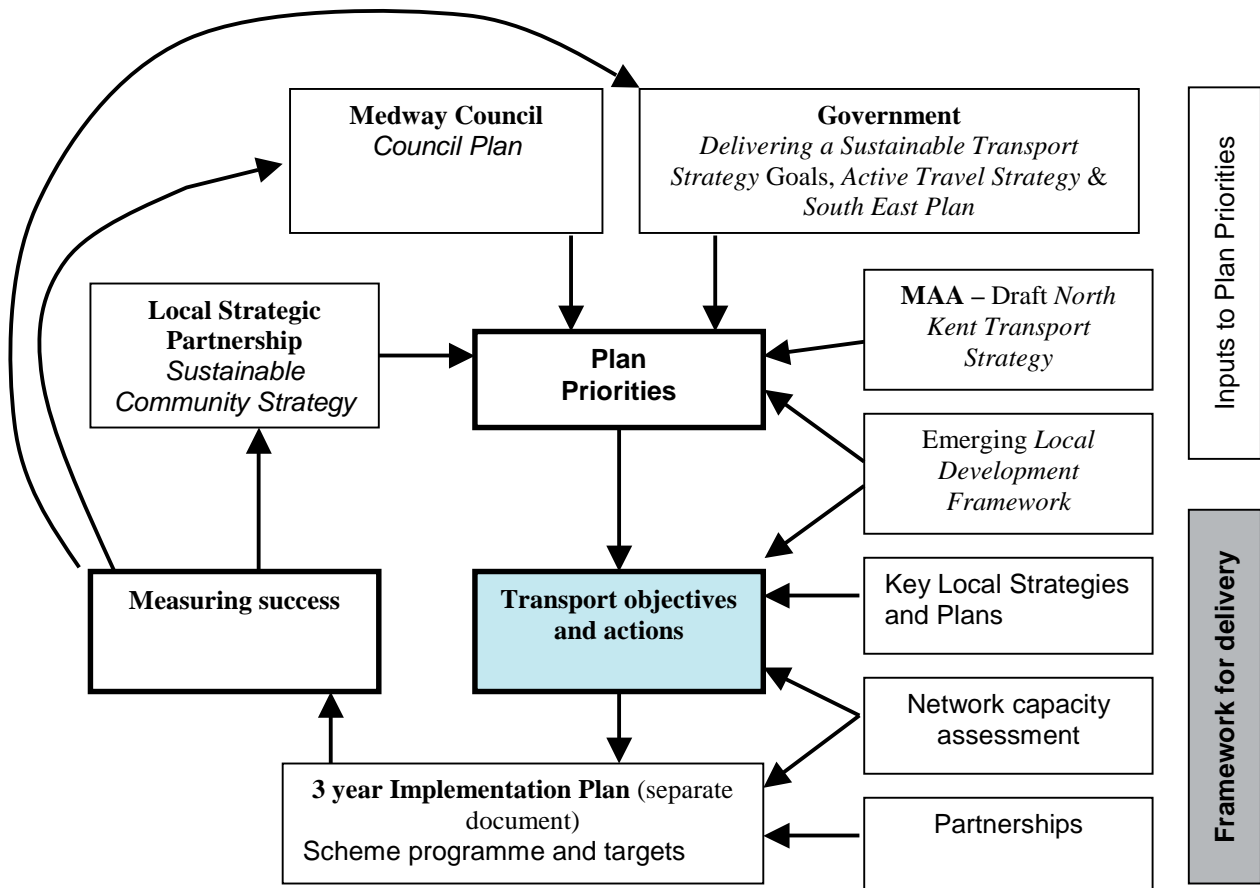 Medway Council
Council Plan
Government
Delivering a Sustainable Transport
Strategy Goals, Active Travel Strategy &
South East Plan
Inputs to Plan Priorities
Local Strategic
Partnership
Sustainable
Community Strategy
Plan
Priorities
MAA – Draft North
Kent Transport
Strategy
Emerging Local
Development
Framework
Measuring success
Transport objectives
and actions
Key Local Strategies
and Plans
Framework for delivery
Network capacity
assessment
3 year Implementation Plan (separate
document)
Scheme programme and targets
Partnerships